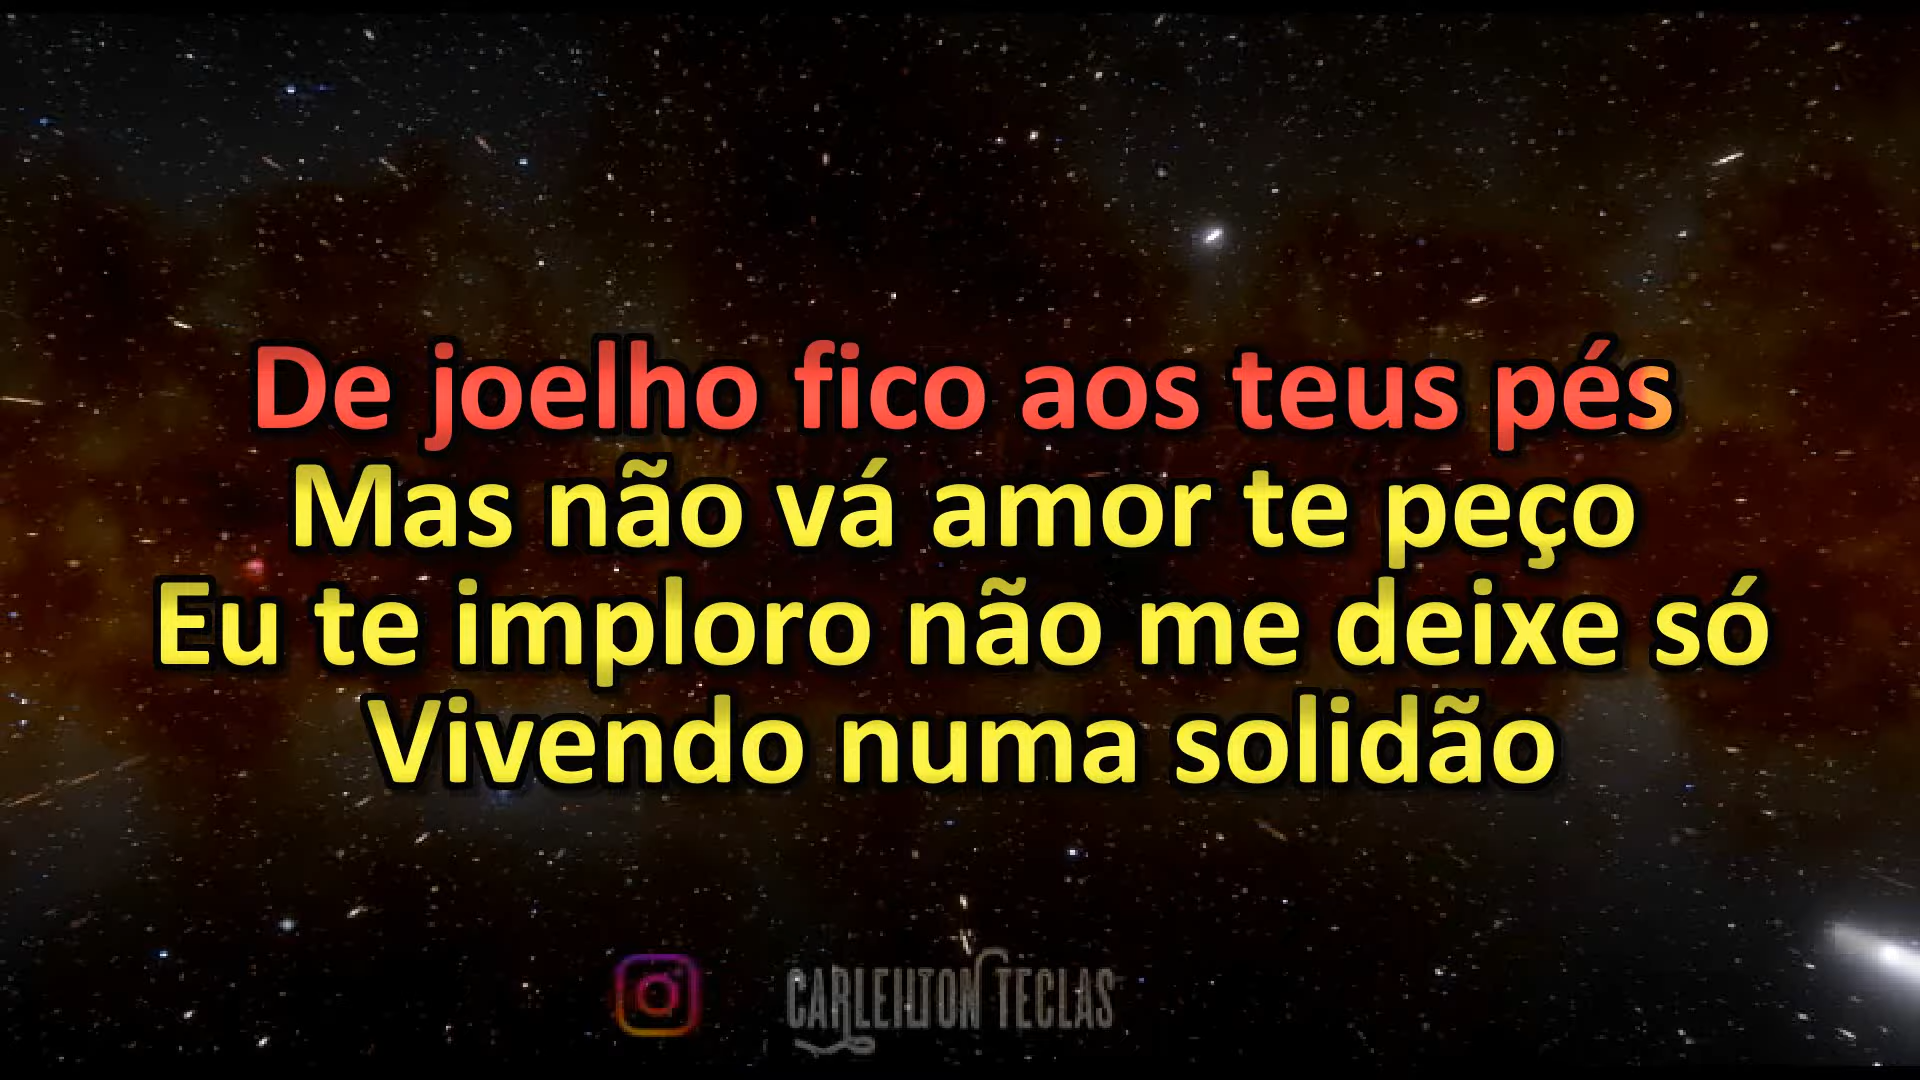 De joelho fico aos teus pés
Mas não vá amor te peço
Eu te imploro não me deixe só
Vivendo numa solidão
CARLEILTON TECLAS